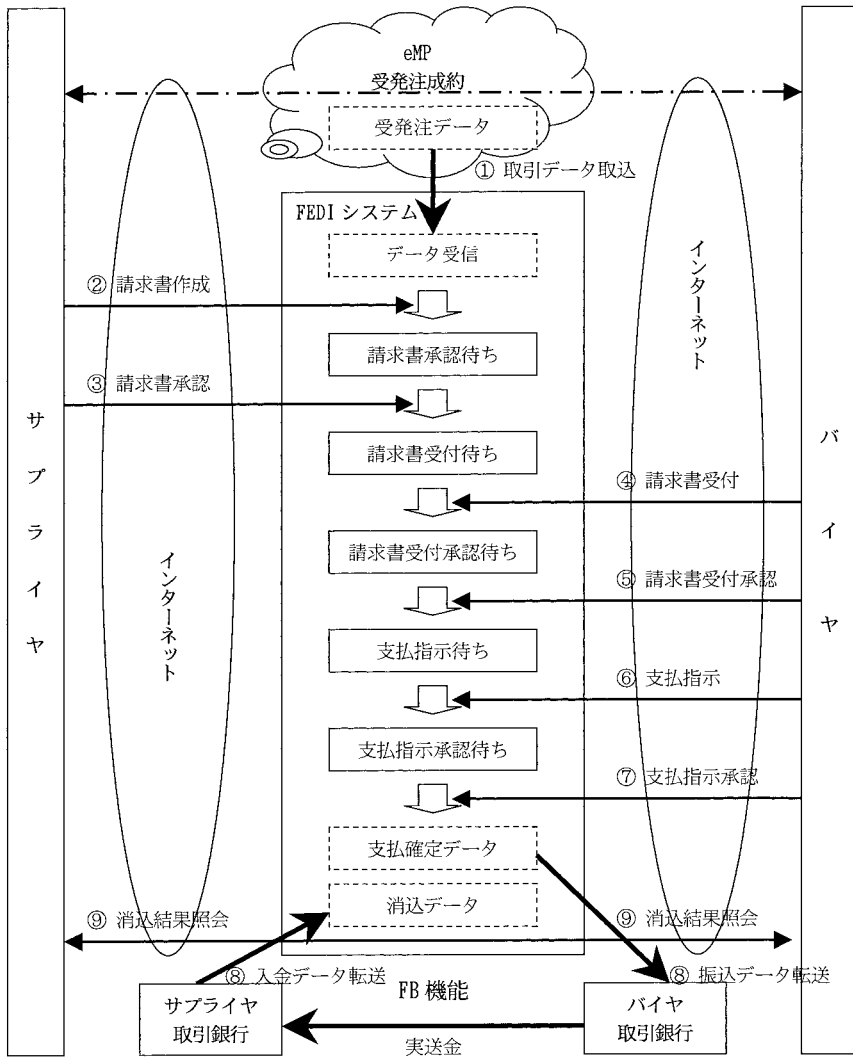 eMP
受発注成約
受発注データ
① 取引データ取込
FEDI システム
データ受信
② 請求書作成
請求書承認待ち
③ 請求書承認
請求書受付待ち
④ 請求書受付
請求書受付承認待ち
⑤ 請求書受付承認
支払指示待ち
⑥ 支払指示
支払指示承認待ち
⑦ 支払指示承認
支払確定データ
消込データ
⑨ 消込結果照会
⑨ 消込結果照会
⑧ 入金データ転送
FB 機能
⑧ 振込データ転送
サプライヤ
取引銀行
バイヤ
取引銀行
実送金
サプライヤ
インターネット
インターネット
バイヤ